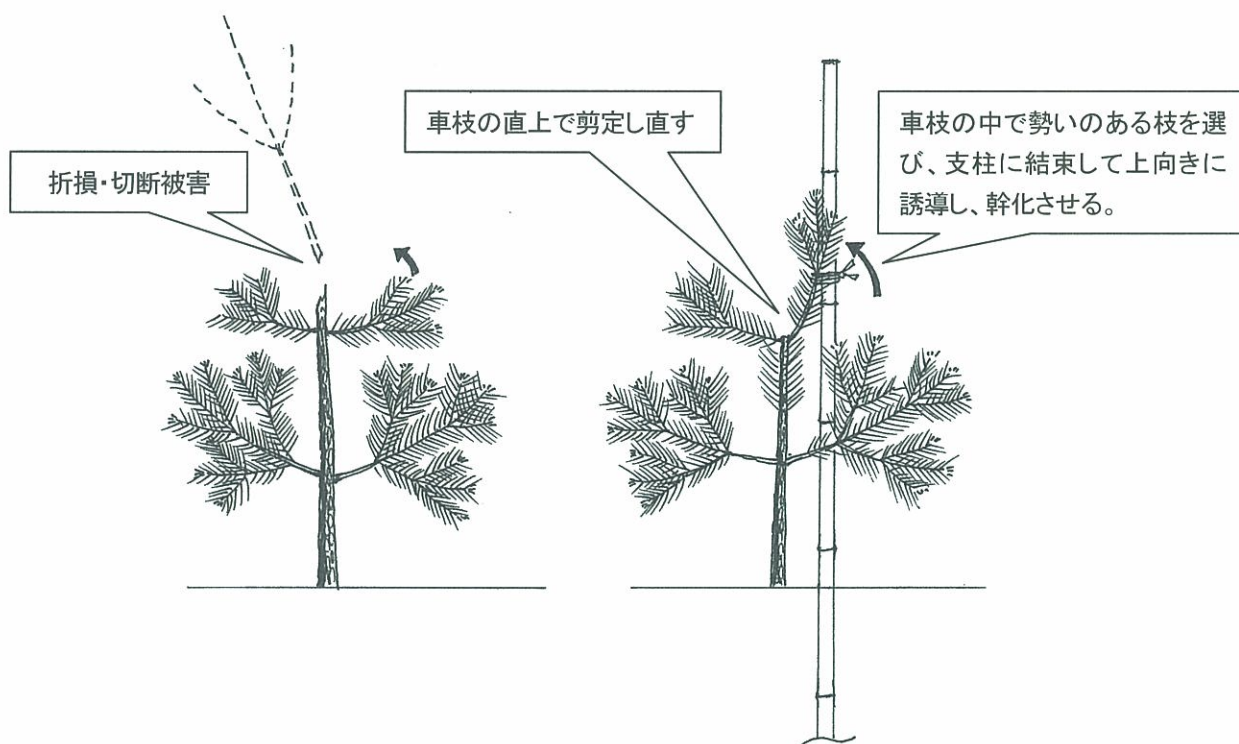 折損・切断被害
車枝の直上で剪定し直す
車枝の中で勢いのある枝を選
び、支柱に結束して上向きに
誘導し、幹化させる。